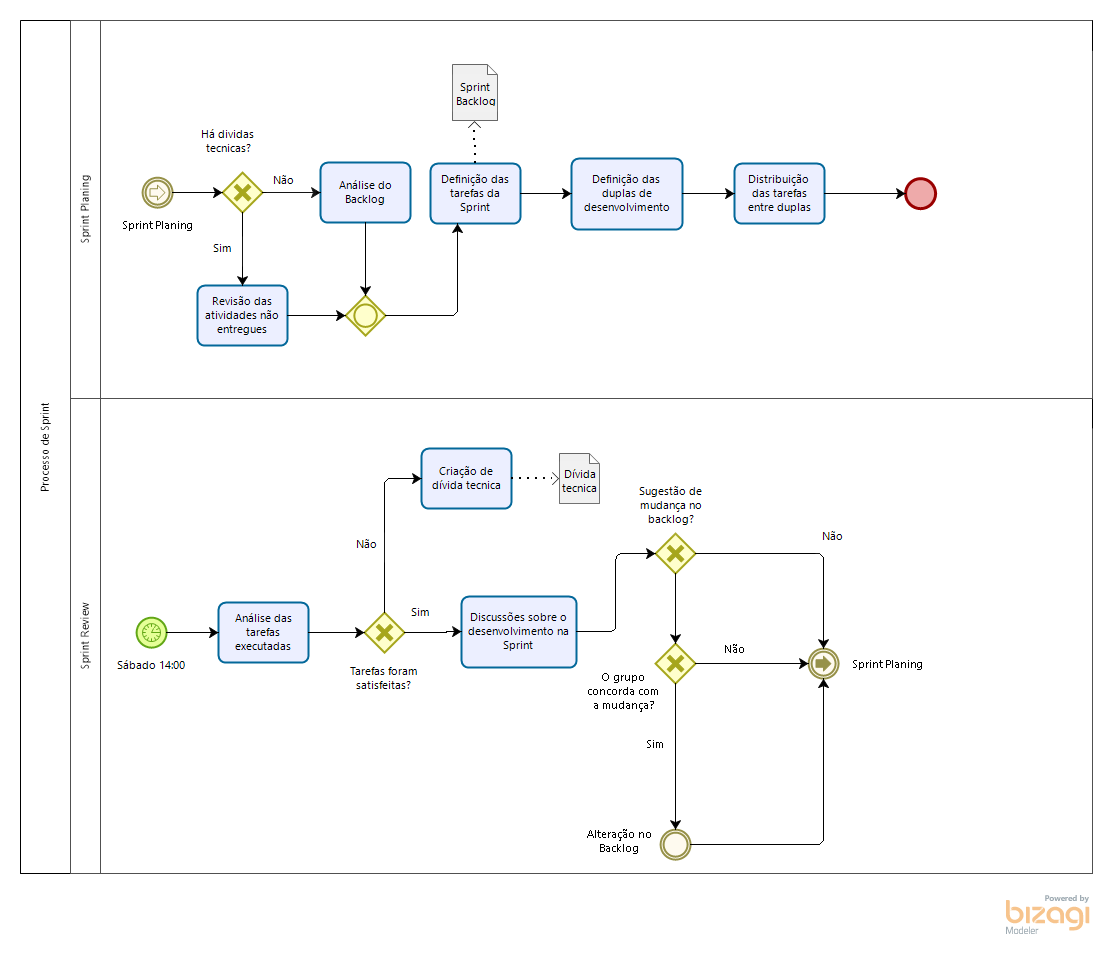 Processo de Sprint
Sprint Planing
Sprint
Backlog
Há dividas
tecnicas?
Sprint Planing
Não
Sim
Análise do
Backlog
Revisão das
atividades não
entregues
Definição das
tarefas da
Sprint
Definição das
duplas de
desenvolvimento
Distribuição
das tarefas
entre duplas
Sprint Review
Sábado 14:00
Análise das
tarefas
executadas
Tarefas foram
satisfeitas?
Não
Sim
Criação de
dívida tecnica
Dívida
tecnica
Discussões sobre o
desenvolvimento na
Sprint
Sugestão de
mudança no
backlog?
Não
O grupo
concorda com
a mudança?
Não
Sim
Sprint Planing
Alteração no
Backlog
Powered by
bizagi
Modeler